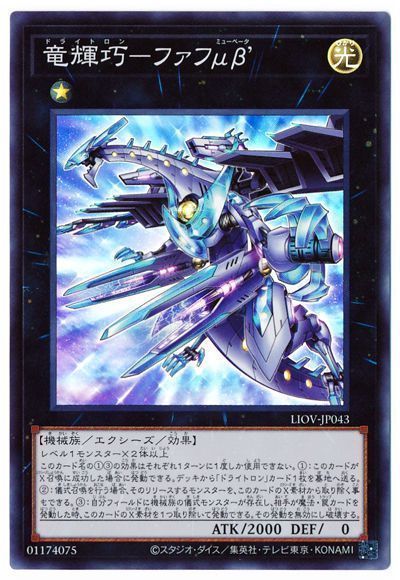 ドライトロン
ミューベータ
竜輝巧－ファフμβ’
光
LIOV-JP043
【機械族／エクシーズ／効果】
レベル1モンスター×2体以上
このカード名の①③の効果はそれぞれ1ターンに1度しか使用できない。①：このカードが
X召喚に成功した場合に発動できる。デッキから「ドライトロン」カード1枚を墓地へ送る。
②：儀式召喚を行う場合、そのリリースするモンスターを、このカードのX素材から取り除く事
もできる。③：自分フィールドに機械族の儀式モンスターが存在し、相手が魔法・罠カードを
発動した時、このカードのX素材を1つ取り除いて発動できる。その発動を無効にし破壊する。
ATK/2000 DEF/ 0
01174075
©スタジオ・ダイス／集英社・テレビ東京・KONAMI